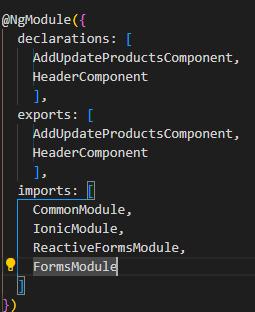 @NgModule({
  declarations: [
    AddUpdateProductsComponent,
    HeaderComponent
    ],
  exports: [
    AddUpdateProductsComponent,
    HeaderComponent
    ],
  imports: [
    CommonModule,
    IonicModule,
    ReactiveFormsModule,
    FormsModule
  ]
})